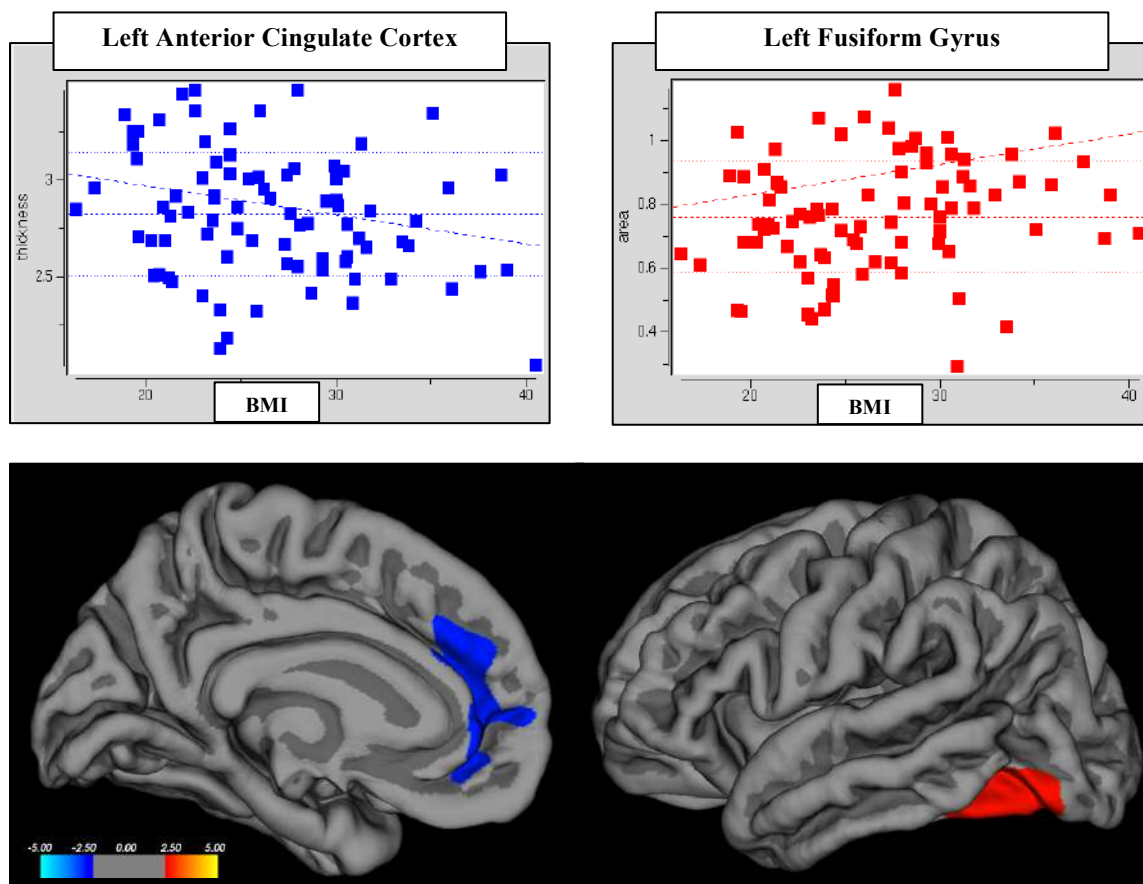 Left Anterior Cingulate Cortex
thickness
3
2.5
20
30
40
BMI
Left Fusiform Gyrus
area
1
0.8
0.6
0.4
20
30
40
BMI
-5.00 -2.50 0.00 2.50 5.00